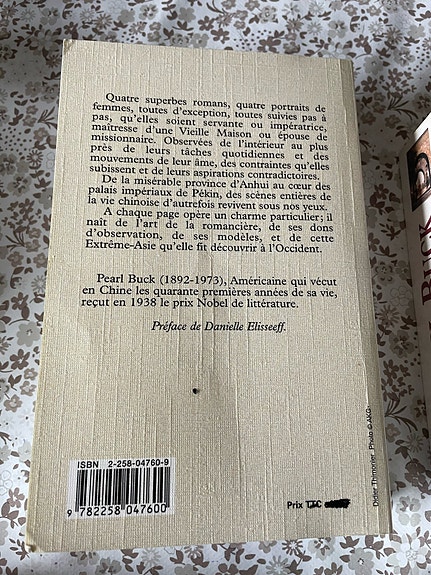 Quatre superbes romans, quatre portraits de
femmes, toutes d'exception, toutes suivies pas à
pas, qu'elles soient servante ou impératrice,
maîtresse d'une Vieille Maison ou épouse de
missionnaire. Observées de l'intérieur au plus
près de leurs tâches quotidiennes et des
mouvements de leur âme, des contraintes qu'elles
subissent et de leurs aspirations contradictoires.
De la misérable province d'Anhui au cœur des
palais impériaux de Pékin, des scènes entières de
la vie chinoise d'autrefois revivent sous nos yeux.
A chaque page opère un charme particulier; il
naît de l'art de la romancière, de ses dons
d'observation, de ses modèles, et de cette
Extrême-Asie qu'elle fit découvrir à l'Occident.
Pearl Buck (1892-1973), Américaine qui vécut
en Chine les quarante premières années de sa vie,
reçut en 1938 le prix Nobel de littérature.
Préface de Danielle Elisseeff.
ISBN 2-258-04760-9
9 782258 047600
Prix TTC
Didier Thimonier Photo © AKG.
BUCK